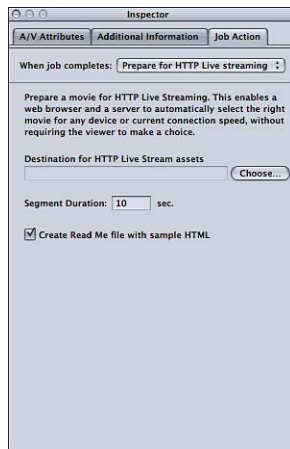 Inspector
A/V Attributes Additional Information Job Action
When job completes: Prepare for HTTP Live streaming
Prepare a movie for HTTP Live Streaming. This enables a
web browser and a server to automatically select the right
movie for any device or current connection speed, without
requiring the viewer to make a choice.
Destination for HTTP Live Stream assets
Choose...
Segment Duration: 10 sec.
Create Read Me file with sample HTML